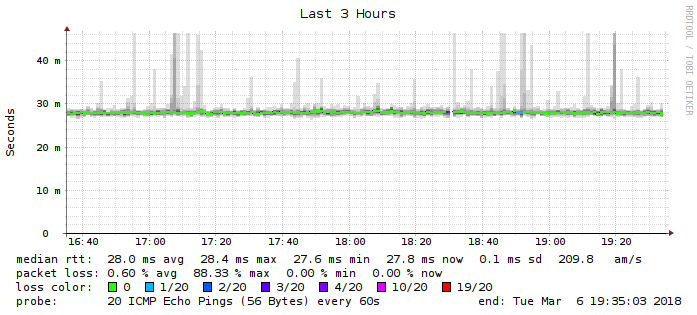 Last 3 Hours
RRDTOOL / TOBI OETIKER
Seconds
40 m
30 m
20 m
10 m
0
16:40 17:00 17:20 17:40 18:00 18:20 18:40 19:00 19:20
median rtt: 28.0 ms avg 28.4 ms max 27.6 ms min 27.8 ms now 0.1 ms sd 209.8 am/s
packet loss: 0.60 % avg 88.33 % max 0.00 % min 0.00 % now
loss color: 0 1/20 2/20 3/20 4/20 10/20 19/20
probe: 20 ICMP Echo Pings (56 Bytes) every 60s end: Tue Mar 6 19:35:03 2018